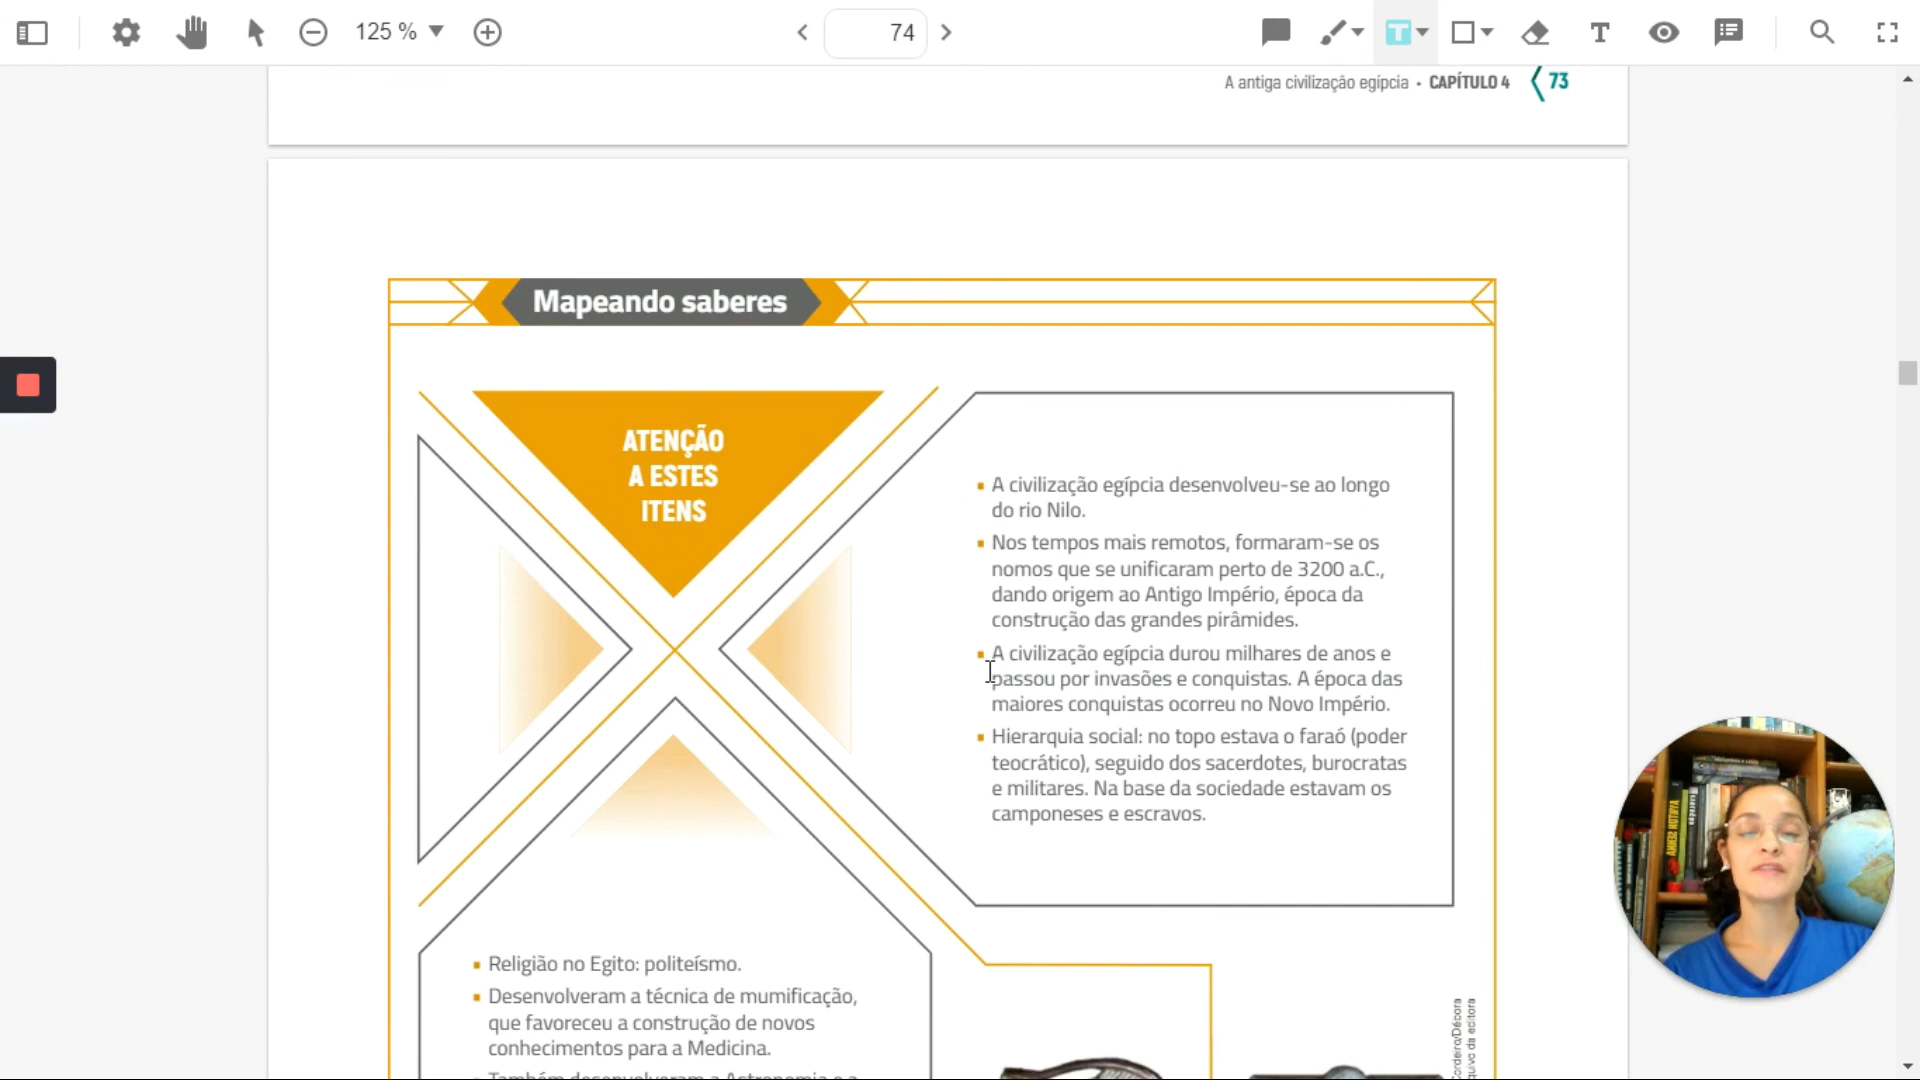 125 %
74
A antiga civilização egípcia • CAPÍTULO 4 73
Mapeando saberes
ATENÇÃO
A ESTES
ITENS
A civilização egípcia desenvolveu-se ao longo
do rio Nilo.
Nos tempos mais remotos, formaram-se os
nomos que se unificaram perto de 3200 a.C.,
dando origem ao Antigo Império, época da
construção das grandes pirâmides.
A civilização egípcia durou milhares de anos e
passou por invasões e conquistas. A época das
maiores conquistas ocorreu no Novo Império.
Hierarquia social: no topo estava o faraó (poder
teocrático), seguido dos sacerdotes, burocratas
e militares. Na base da sociedade estavam os
camponeses e escravos.
Religião no Egito: politeísmo.
Desenvolveram a técnica de mumificação,
que favoreceu a construção de novos
conhecimentos para a Medicina.
Também desenvolveram a Astronomia e a